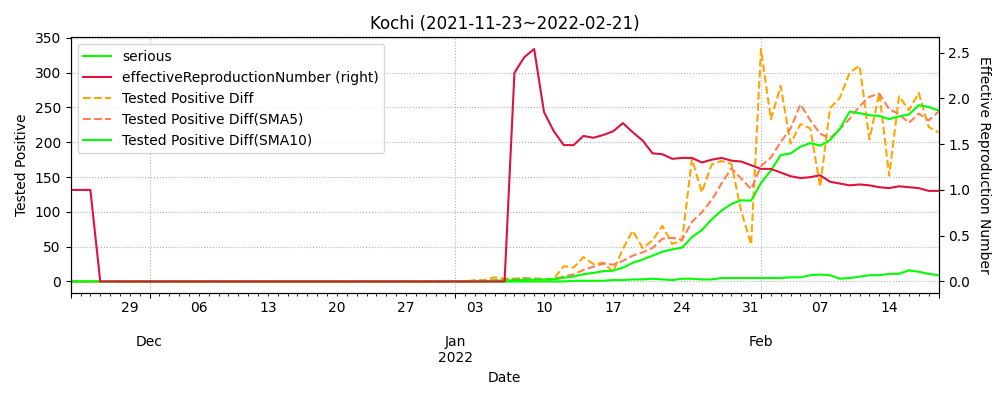 Kochi (2021-11-23~2022-02-21)
serious
effectiveReproductionNumber (right)
Tested Positive Diff
Tested Positive Diff(SMA5)
Tested Positive Diff(SMA10)
Tested Positive
350
300
250
200
150
100
50
0
2.5
2.0
1.5
1.0
0.5
0.0
Effective Reproduction Number
29 06 13 20 27 03 10 17 24 31 07 14
Dec Jan Feb
2022
Date